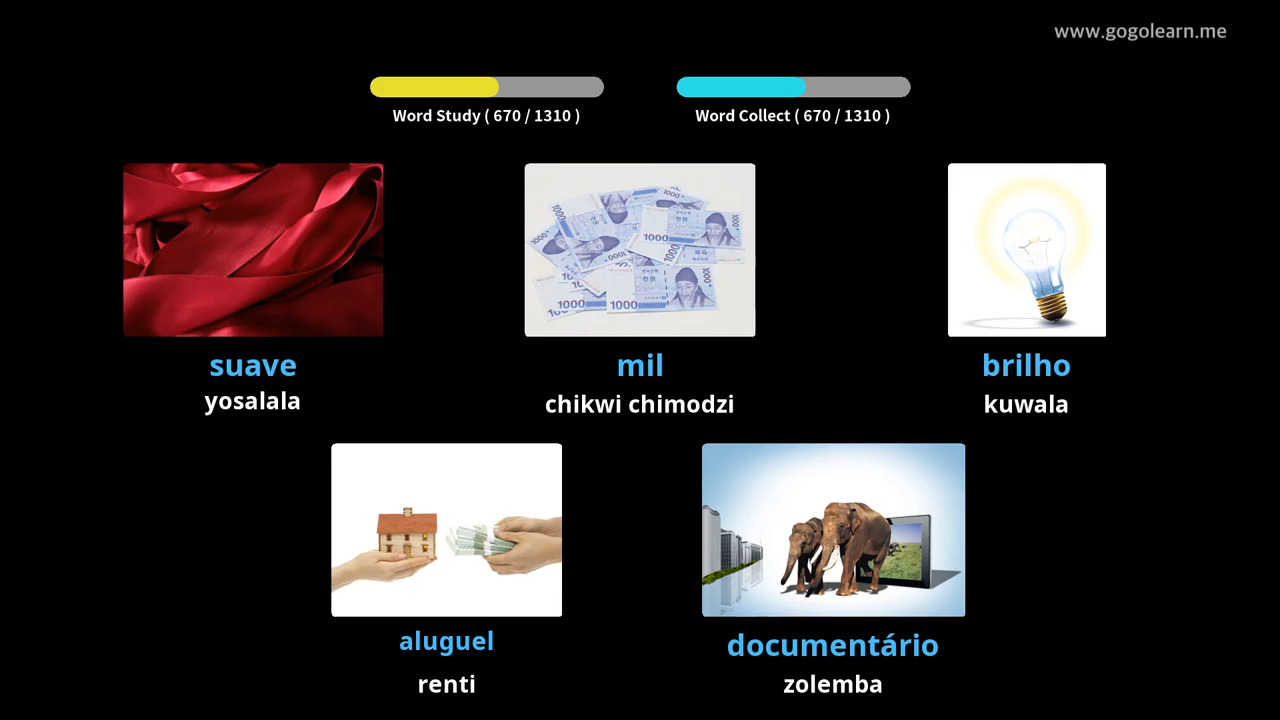 www.gogolearn.me
Word Study ( 670 / 1310 )
Word Collect ( 670 / 1310 )
suave
mil
brilho
yosalala
chikwi chimodzi
kuwala
aluguel
documentário
renti
zolemba